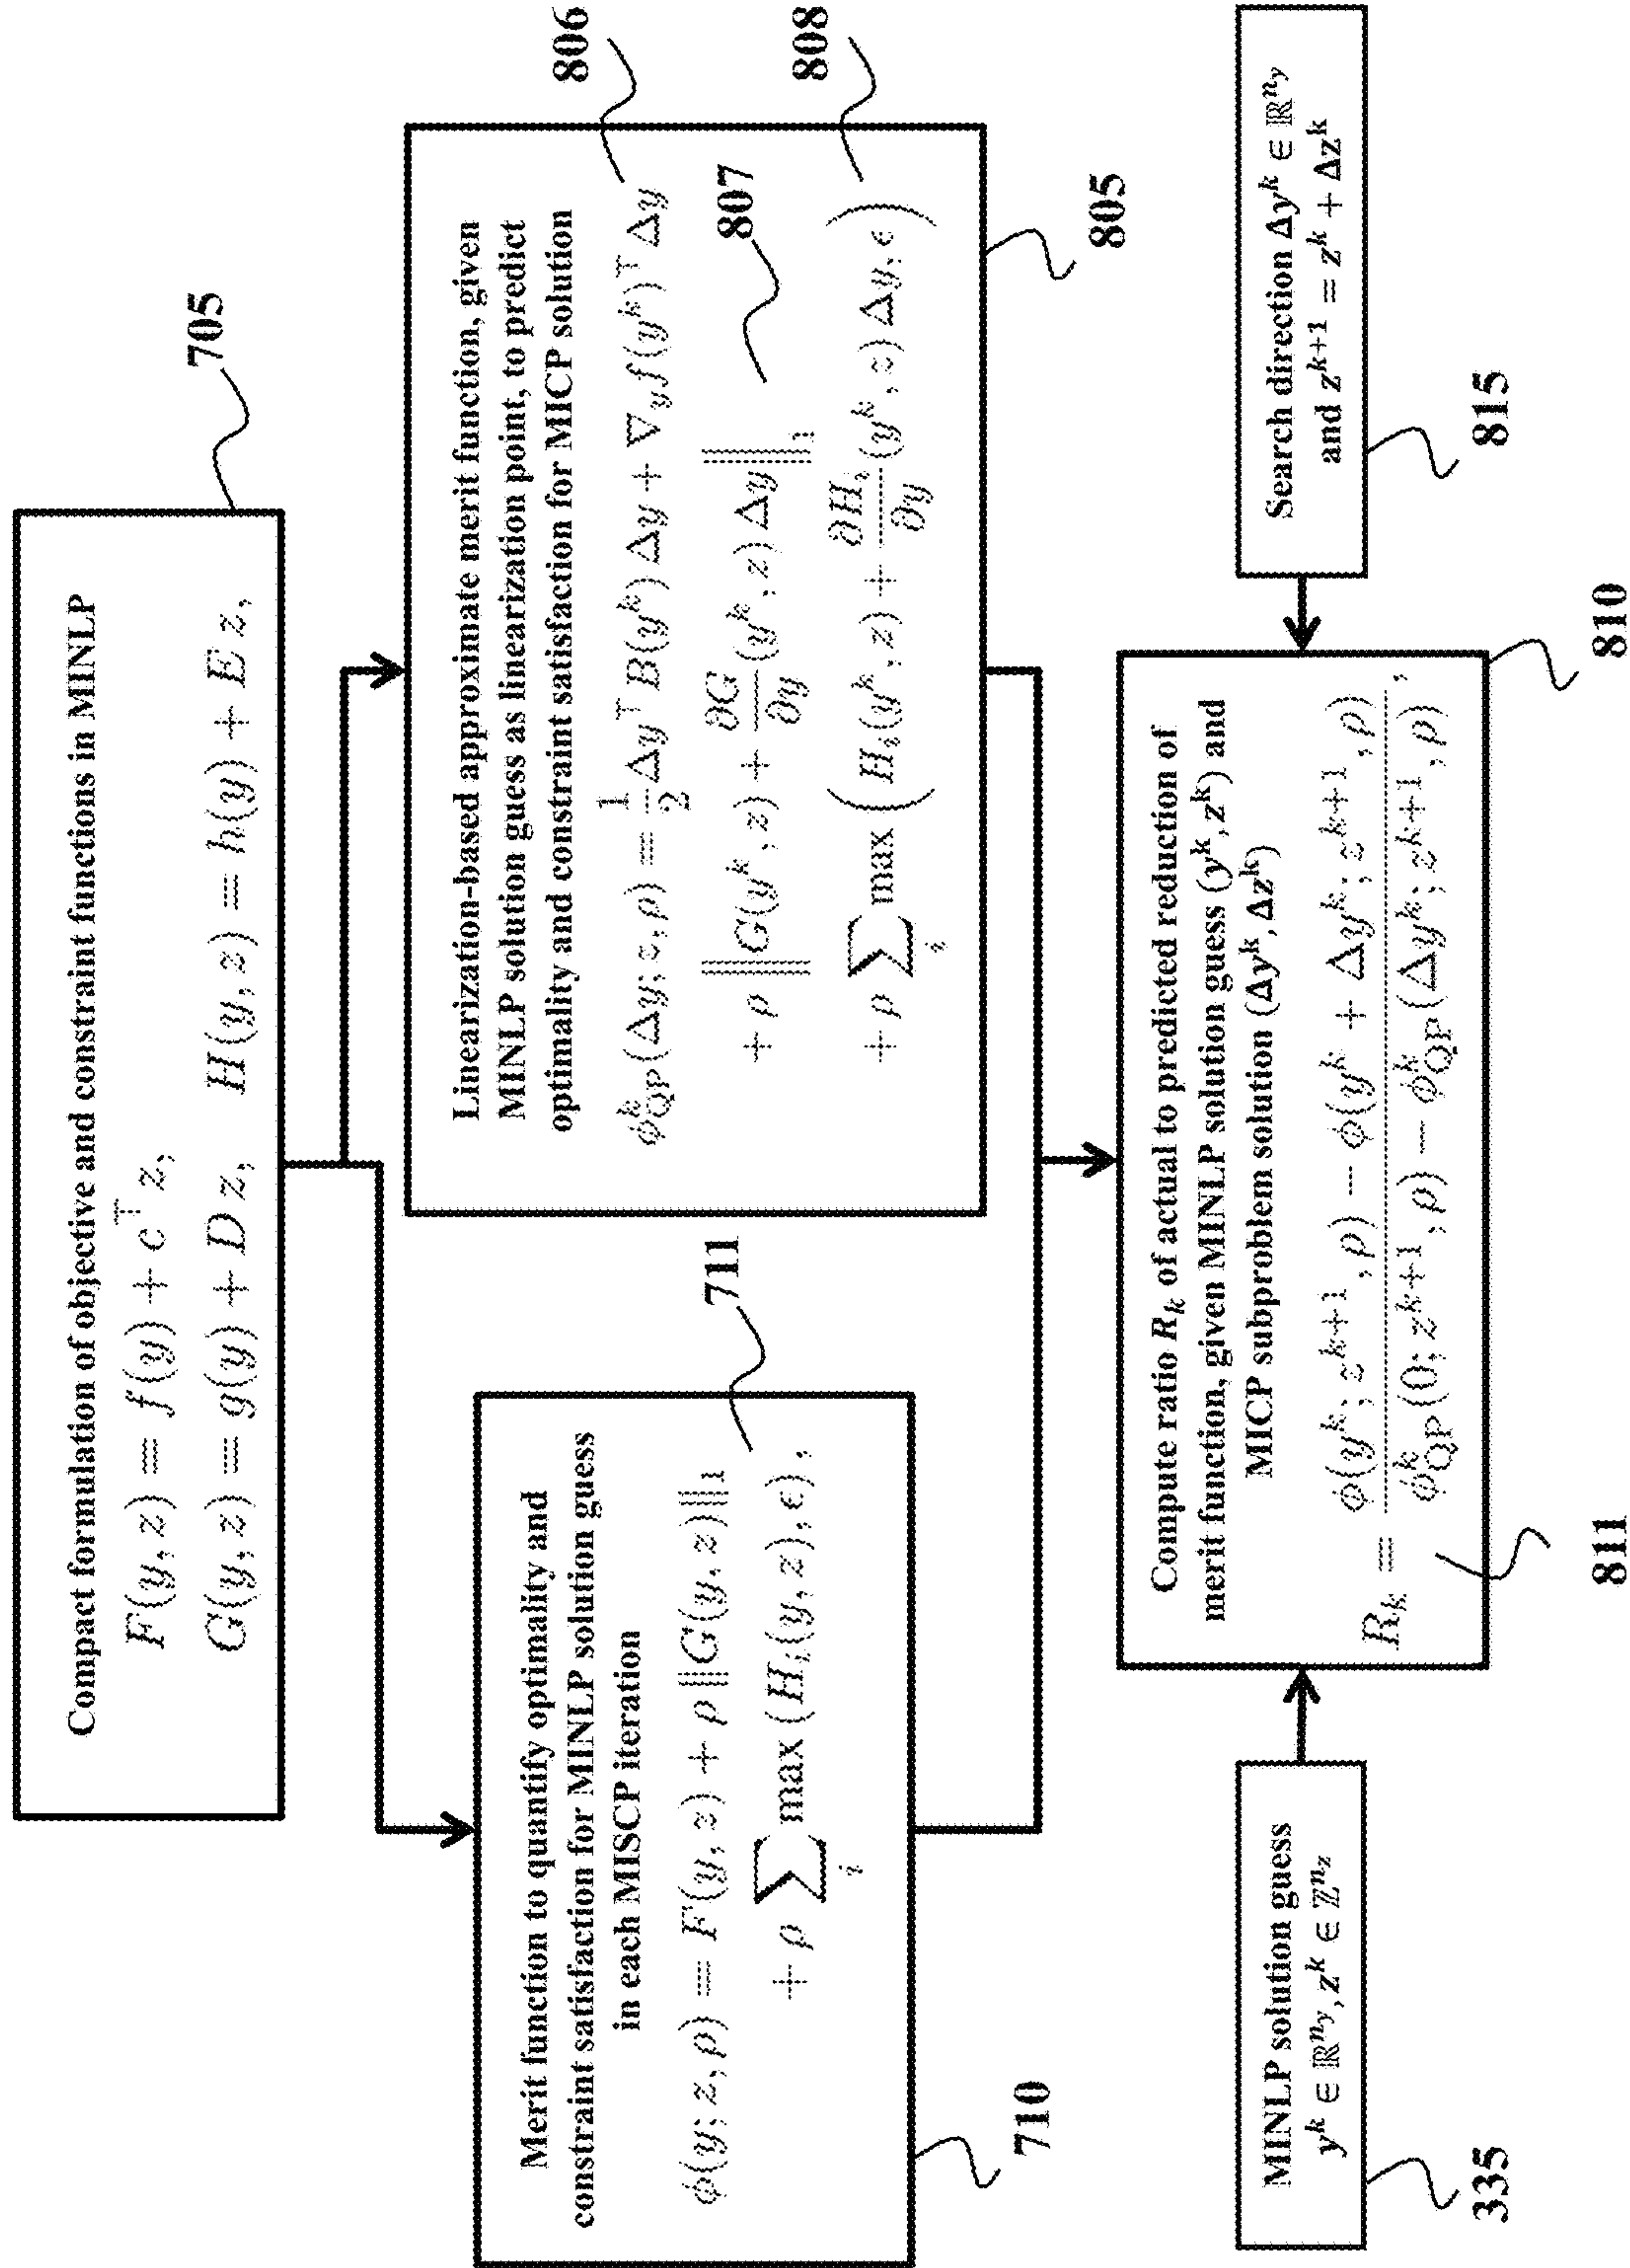 Compact formulation of objective and constraint functions in MINLP
F(y, z) = f(y) + c⊤ z,
G(y, z) = g(y) + D z, H(y, z) = h(y) + E z,
705
Merit function to quantify optimality and
constraint satisfaction for MINLP solution guess
in each MISCP iteration
ϕ(y; z, ρ) = F(y, z) + ρ ‖G(y, z)‖₁
+ ρ ∑ᵢ max (Hᵢ(y, z), ϵ),
711
710
Linearization-based approximate merit function, given
MINLP solution guess as linearization point, to predict
optimality and constraint satisfaction for MICP solution
ϕ^k_QP(Δy; z, ρ) = 1/2 Δy⊤ B(y^k) Δy + ∇_y f(y^k)⊤ Δy
+ ρ ‖G(y^k, z) + ∂G/∂y (y^k, z) Δy‖₁
+ ρ ∑ᵢ max (Hᵢ(y^k, z) + ∂Hᵢ/∂y (y^k, z) Δy, ϵ)
806
807
808
805
Compute ratio R_k of actual to predicted reduction of
merit function, given MINLP solution guess (y^k, z^k) and
MICP subproblem solution (Δy^k, Δz^k)
R_k = ϕ(y^k; z^{k+1}, ρ) − ϕ(y^k + Δy^k; z^{k+1}, ρ) / ϕ^k_QP(0; z^{k+1}, ρ) − ϕ^k_QP(Δy^k; z^{k+1}, ρ),
811
810
MINLP solution guess
y^k ∈ ℝ^{n_y}, z^k ∈ ℤ^{n_z}
335
Search direction Δy^k ∈ ℝ^{n_y}
and z^{k+1} = z^k + Δz^k
815